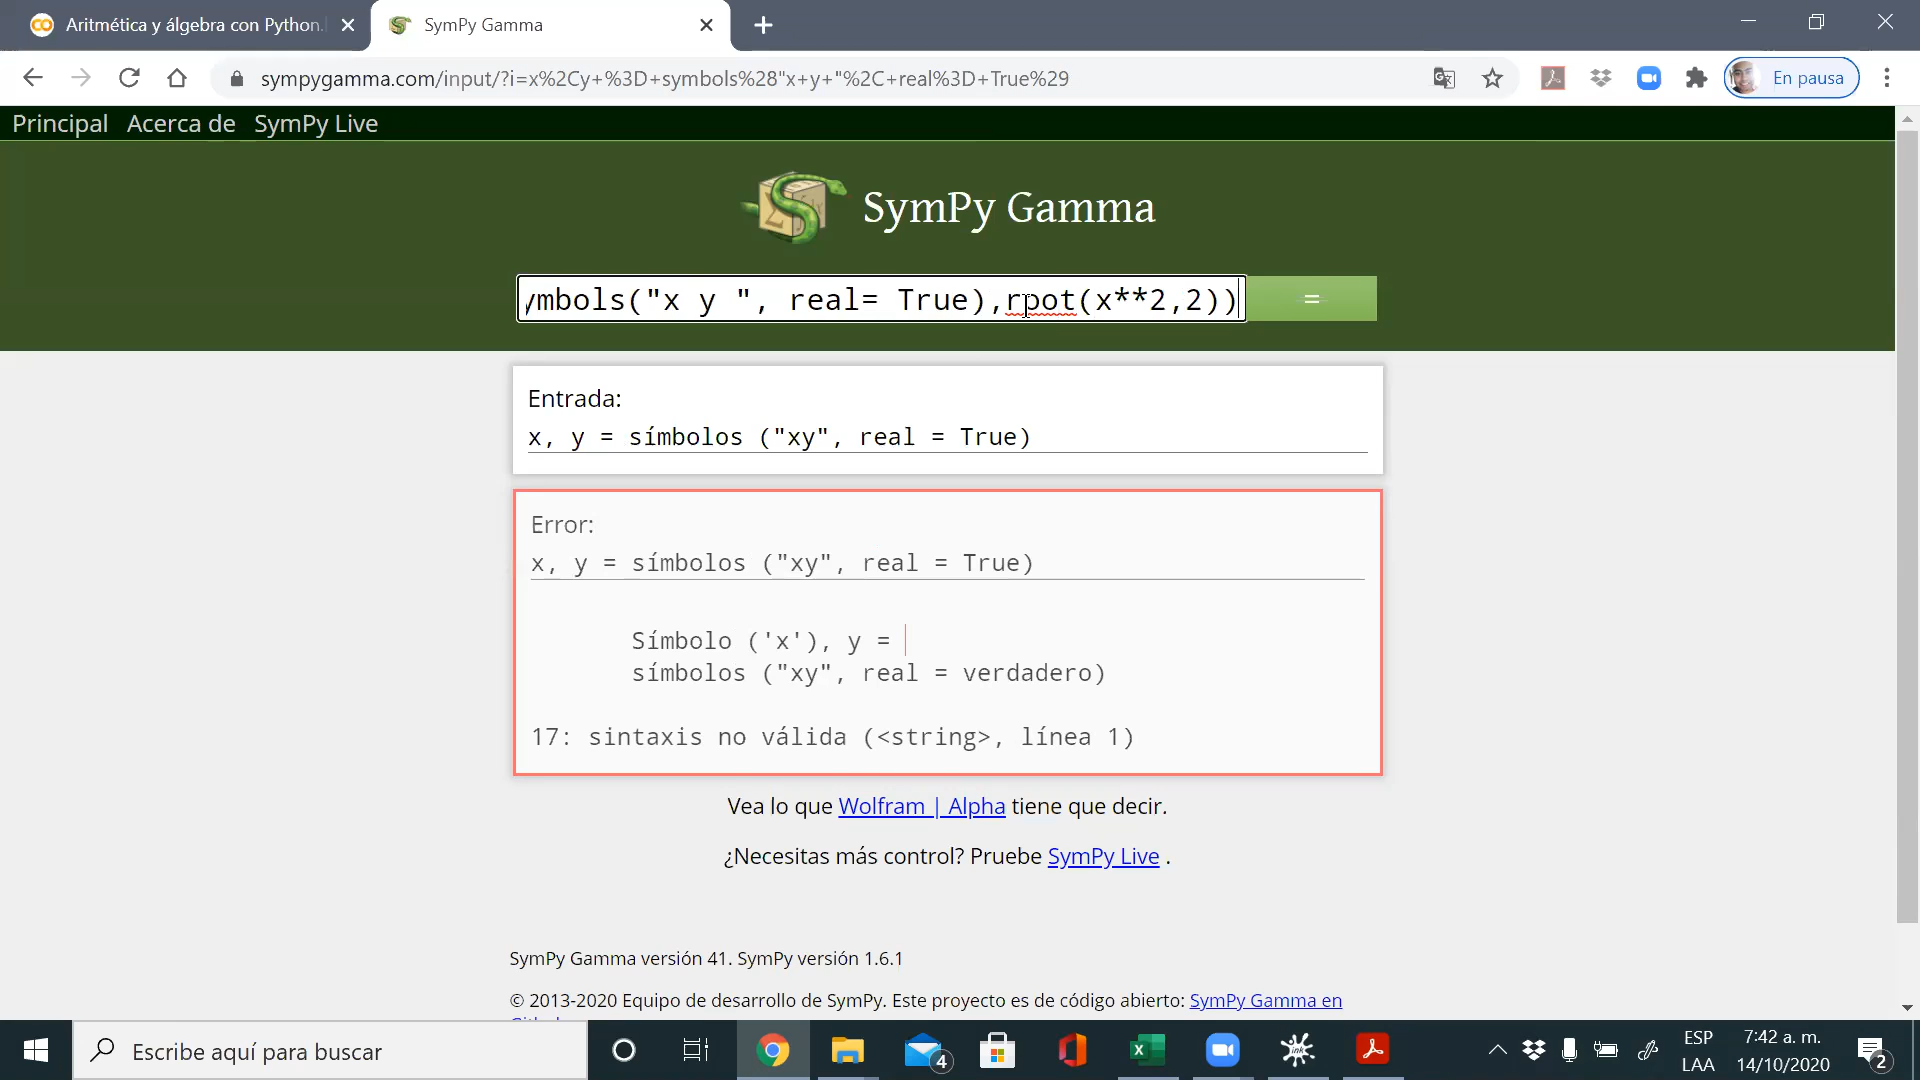 Aritmética y álgebra con Python.
SymPy Gamma
sympygamma.com/input/?i=x%2Cy+%3D+symbols%28"x+y+"%2C+real%3D+True%29
En pausa
Principal Acerca de SymPy Live
SymPy Gamma
ymbols("x y ", real= True),root(x**2,2))
=
Entrada:
x, y = símbolos ("xy", real = True)
Error:
x, y = símbolos ("xy", real = True)
Símbolo ('x'), y =
símbolos ("xy", real = verdadero)
17: sintaxis no válida (<string>, línea 1)
Vea lo que Wolfram | Alpha tiene que decir.
¿Necesitas más control? Pruebe SymPy Live .
SymPy Gamma versión 41. SymPy versión 1.6.1
© 2013-2020 Equipo de desarrollo de SymPy. Este proyecto es de código abierto: SymPy Gamma en
Escribe aquí para buscar
4
ESP
LAA
7:42 a. m.
14/10/2020
2